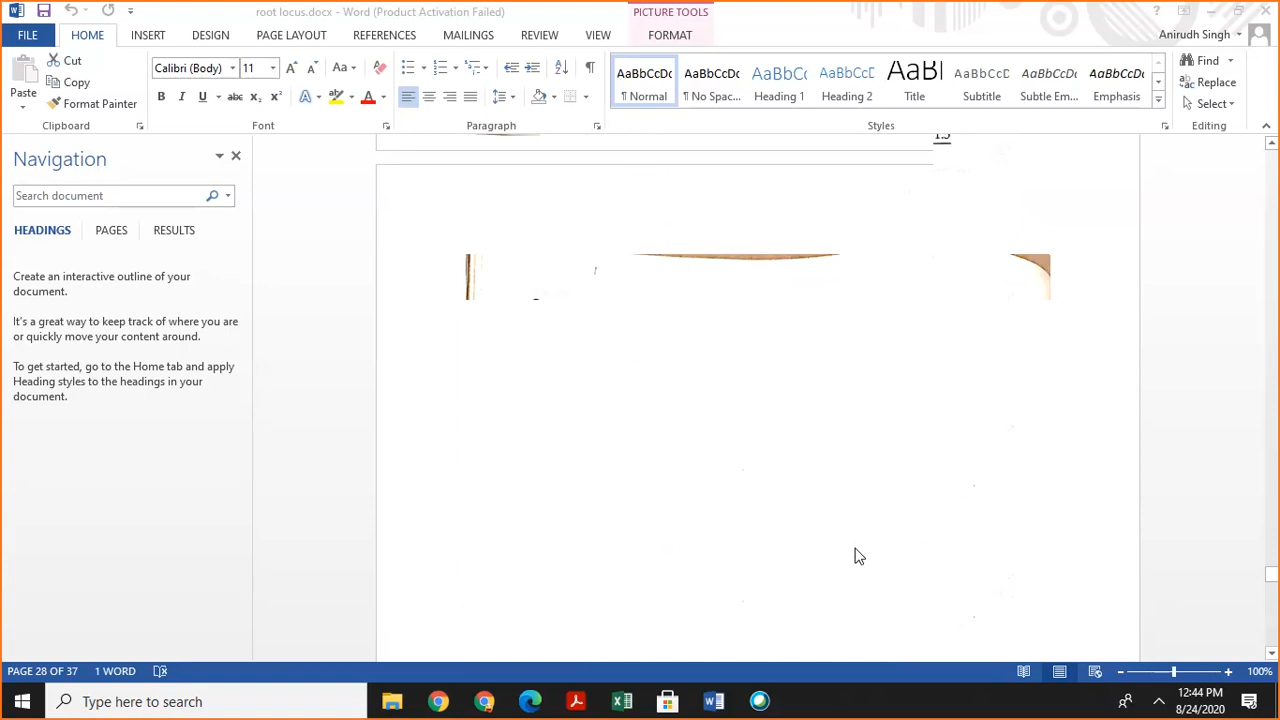 root locus.docx - Word (Product Activation Failed)
PICTURE TOOLS
?
FILE
HOME
INSERT
DESIGN
PAGE LAYOUT
REFERENCES
MAILINGS
REVIEW
VIEW
FORMAT
Anirudh Singh
Paste
Cut
Copy
Format Painter
Clipboard
Calibri (Body)
11
Aa
B I U abc x₂ x²
A
Font
Paragraph
AaBbCcDc AaBbCcDc AaBbCc AaBbCcE AaBl AaBbCcD AaBbCcDc AaBbCcDc
¶ Normal ¶ No Spac... Heading 1 Heading 2 Title Subtitle Subtle Em... Emphasis
Styles
Find
Replace
Select
Editing
Navigation
Search document
HEADINGS PAGES RESULTS
Create an interactive outline of your
document.
It's a great way to keep track of where you are
or quickly move your content around.
To get started, go to the Home tab and apply
Heading styles to the headings in your
document.
PAGE 28 OF 37 1 WORD
100%
Type here to search
12:44 PM
8/24/2020